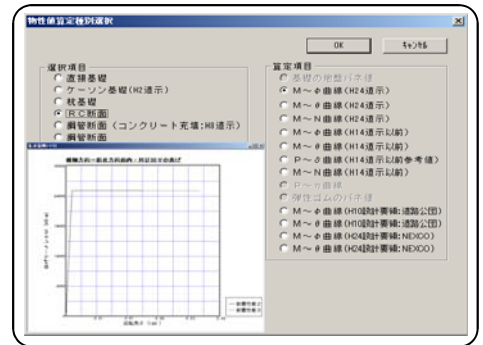 物性値算定種別選択
OK
キャンセル
選択項目
直接基礎
ケーソン基礎(H2道示)
杭基礎
RC断面
鋼管断面(コンクリート充填:H8道示)
鋼管断面
算定項目
基礎の地盤バネ値
M～φ曲線(H24道示)
M～θ曲線(H24道示)
M～N曲線(H24道示)
M～φ曲線(H14道示以前)
M～θ曲線(H14道示以前)
P～δ曲線(H14道示以前参考値)
M～N曲線(H14道示以前)
弾性ゴムのバネ値
M～φ曲線(H10設計要領:道路公団)
M～θ曲線(H10設計要領:道路公団)
M～φ曲線(H24設計要領:NEXCO)
M～θ曲線(H24設計要領:NEXCO)